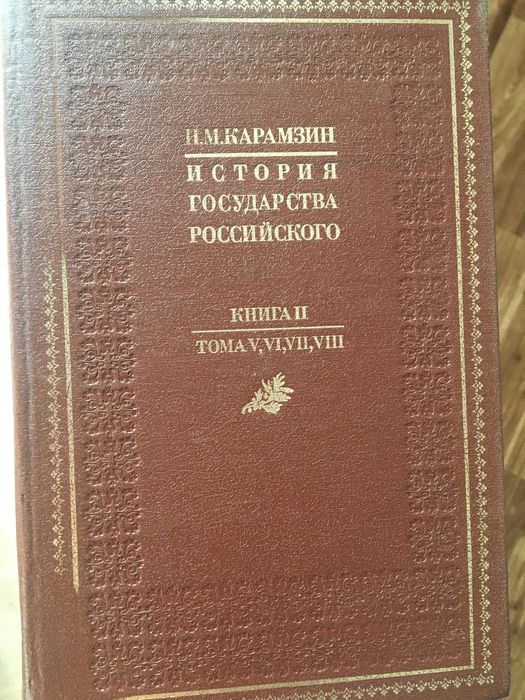 Н.М.КАРАМЗИН
ИСТОРИЯ
ГОСУДАРСТВА
РОССИЙСКОГО
КНИГА II
ТОМА V, VI, VII, VIII